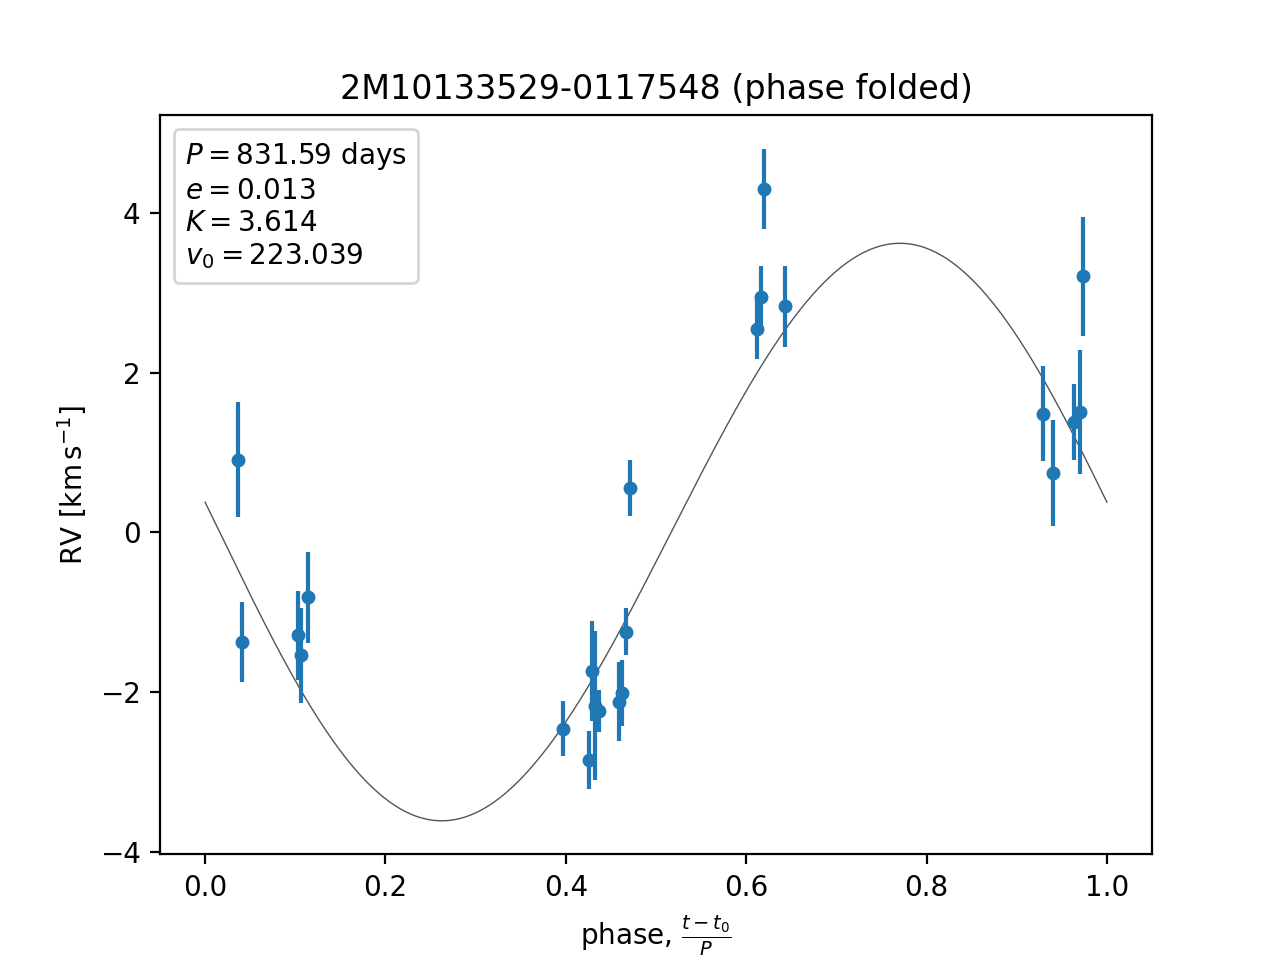 2M10133529-0117548 (phase folded)
P = 831.59 days
e = 0.013
K = 3.614
v₀ = 223.039
4
2
0
−2
−4
RV [km s⁻¹]
0.0 0.2 0.4 0.6 0.8 1.0
phase, (t − t₀)/P